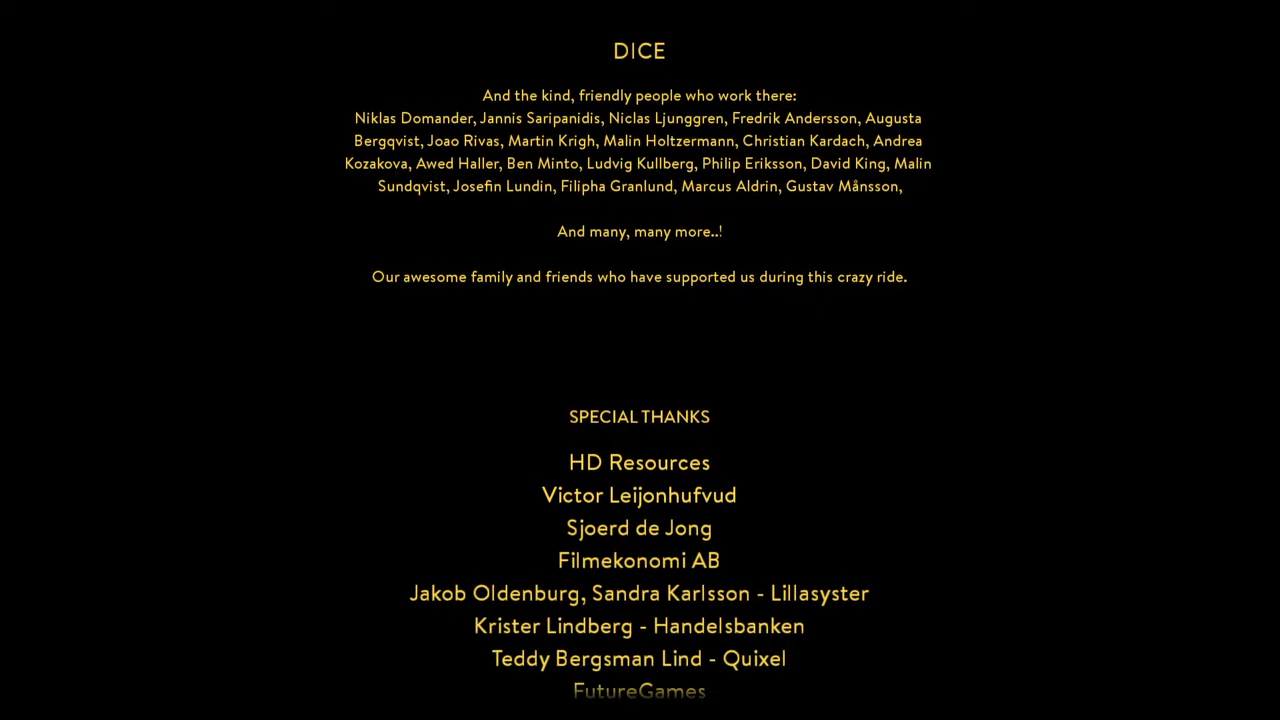 DICE
And the kind, friendly people who work there:
Niklas Domander, Jannis Saripanidis, Niclas Ljunggren, Fredrik Andersson, Augusta
Bergqvist, Joao Rivas, Martin Krigh, Malin Holtzermann, Christian Kardach, Andrea
Kozakova, Awed Haller, Ben Minto, Ludvig Kullberg, Philip Eriksson, David King, Malin
Sundqvist, Josefin Lundin, Filipha Granlund, Marcus Aldrin, Gustav Månsson,
And many, many more..!
Our awesome family and friends who have supported us during this crazy ride.
SPECIAL THANKS
HD Resources
Victor Leijonhufvud
Sjoerd de Jong
Filmekonomi AB
Jakob Oldenburg, Sandra Karlsson - Lillasyster
Krister Lindberg - Handelsbanken
Teddy Bergsman Lind - Quixel
FutureGames